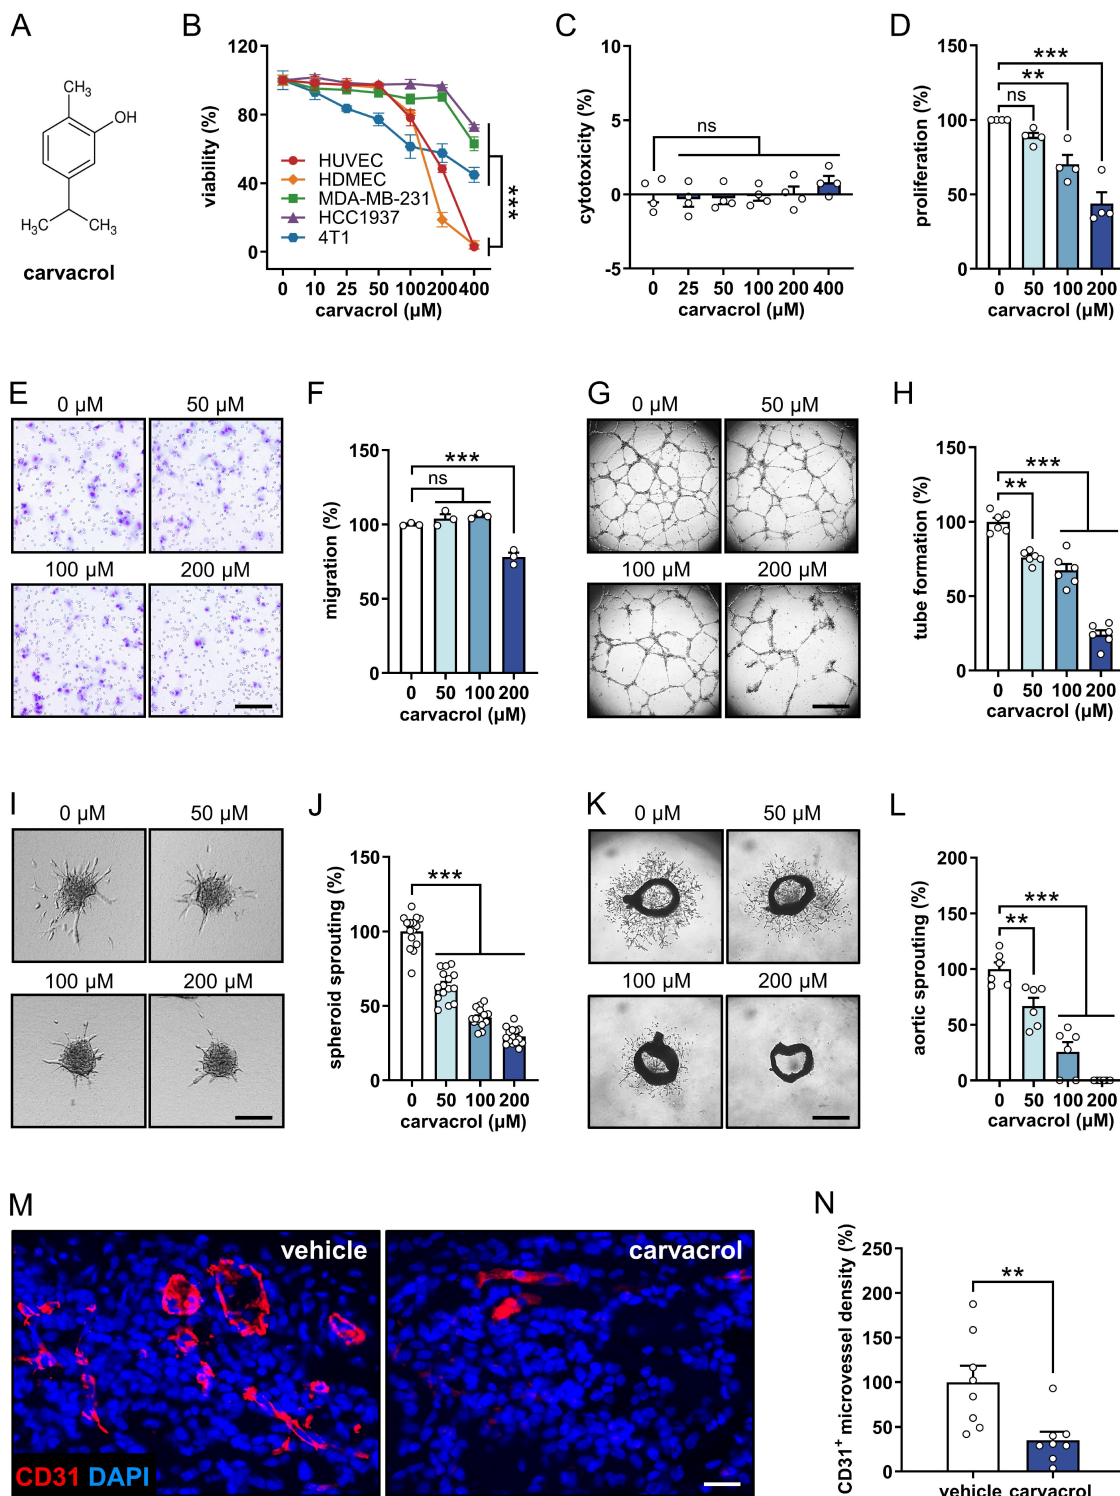 A
CH₃
OH
H₃C
CH₃
carvacrol
B
viability (%)
120
80
40
0
HUVEC
HDMEC
MDA-MB-231
HCC1937
4T1
***
0 10 25 50 100 200 400
carvacrol (µM)
C
cytotoxicity (%)
10
5
0
-5
ns
0 25 50 100 200 400
carvacrol (µM)
D
proliferation (%)
150
100
50
0
***
**
ns
0 50 100 200
carvacrol (µM)
E
0 µM 50 µM
100 µM 200 µM
F
migration (%)
150
100
50
0
***
ns
0 50 100 200
carvacrol (µM)
G
0 µM 50 µM
100 µM 200 µM
H
tube formation (%)
150
100
50
0
***
**
0 50 100 200
carvacrol (µM)
I
0 µM 50 µM
100 µM 200 µM
J
spheroid sprouting (%)
150
100
50
0
***
0 50 100 200
carvacrol (µM)
K
0 µM 50 µM
100 µM 200 µM
L
aortic sprouting (%)
200
150
100
50
0
***
**
0 50 100 200
carvacrol (µM)
M
vehicle
carvacrol
CD31 DAPI
N
CD31⁺ microvessel density (%)
250
200
150
100
50
0
**
vehicle carvacrol